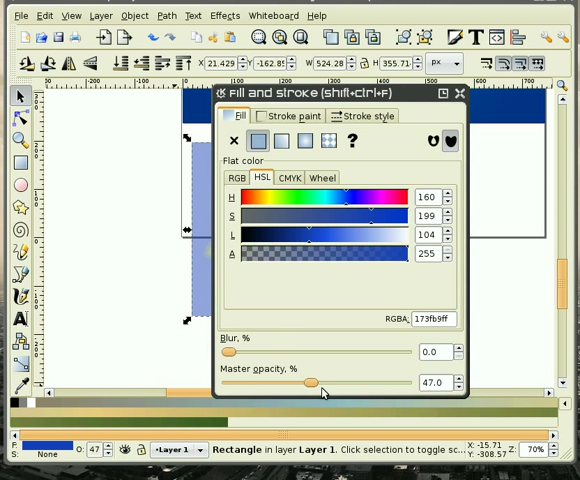 File Edit View Layer Object Path Text Effects Whiteboard Help
X 21.429 Y -162.85 W 524.28 H 355.71 px
Fill and Stroke (Shift+Ctrl+F)
Fill Stroke paint Stroke style
?
Flat color
RGB HSL CMYK Wheel
H 160
S 199
L 104
A 255
RGBA: 173fb9ff
Blur, %
0.0
Master opacity, %
47.0
F:
S: None
O: 47
•Layer 1
Rectangle in layer Layer 1. Click selection to toggle sc...
X: -15.71
Y: -308.57
Z: 70%